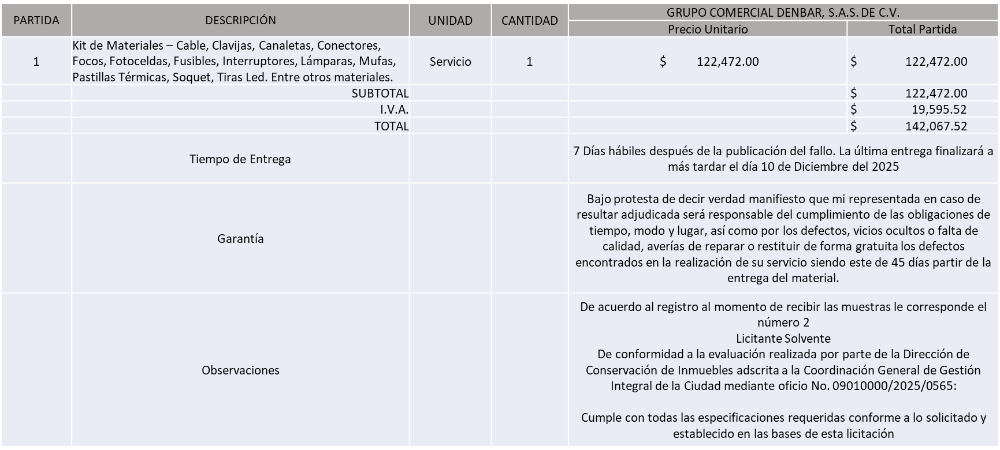 PARTIDA DESCRIPCIÓN UNIDAD CANTIDAD GRUPO COMERCIAL DENBAR, S.A.S. DE C.V.
Precio Unitario Total Partida
1 Kit de Materiales – Cable, Clavijas, Canaletas, Conectores,
Focos, Fotoceldas, Fusibles, Interruptores, Lámparas, Mufas,
Pastillas Térmicas, Soquet, Tiras Led. Entre otros materiales.
Servicio 1 $ 122,472.00 $ 122,472.00
SUBTOTAL $ 122,472.00
I.V.A. $ 19,595.52
TOTAL $ 142,067.52
Tiempo de Entrega
7 Días hábiles después de la publicación del fallo. La última entrega finalizará a
más tardar el día 10 de Diciembre del 2025
Garantía
Bajo protesta de decir verdad manifiesto que mi representada en caso de
resultar adjudicada será responsable del cumplimiento de las obligaciones de
tiempo, modo y lugar, así como por los defectos, vicios ocultos o falta de
calidad, averías de reparar o restituir de forma gratuita los defectos
encontrados en la realización de su servicio siendo este de 45 días partir de la
entrega del material.
Observaciones
De acuerdo al registro al momento de recibir las muestras le corresponde el
número 2
Licitante Solvente
De conformidad a la evaluación realizada por parte de la Dirección de
Conservación de Inmuebles adscrita a la Coordinación General de Gestión
Integral de la Ciudad mediante oficio No. 09010000/2025/0565:
Cumple con todas las especificaciones requeridas conforme a lo solicitado y
establecido en las bases de esta licitación